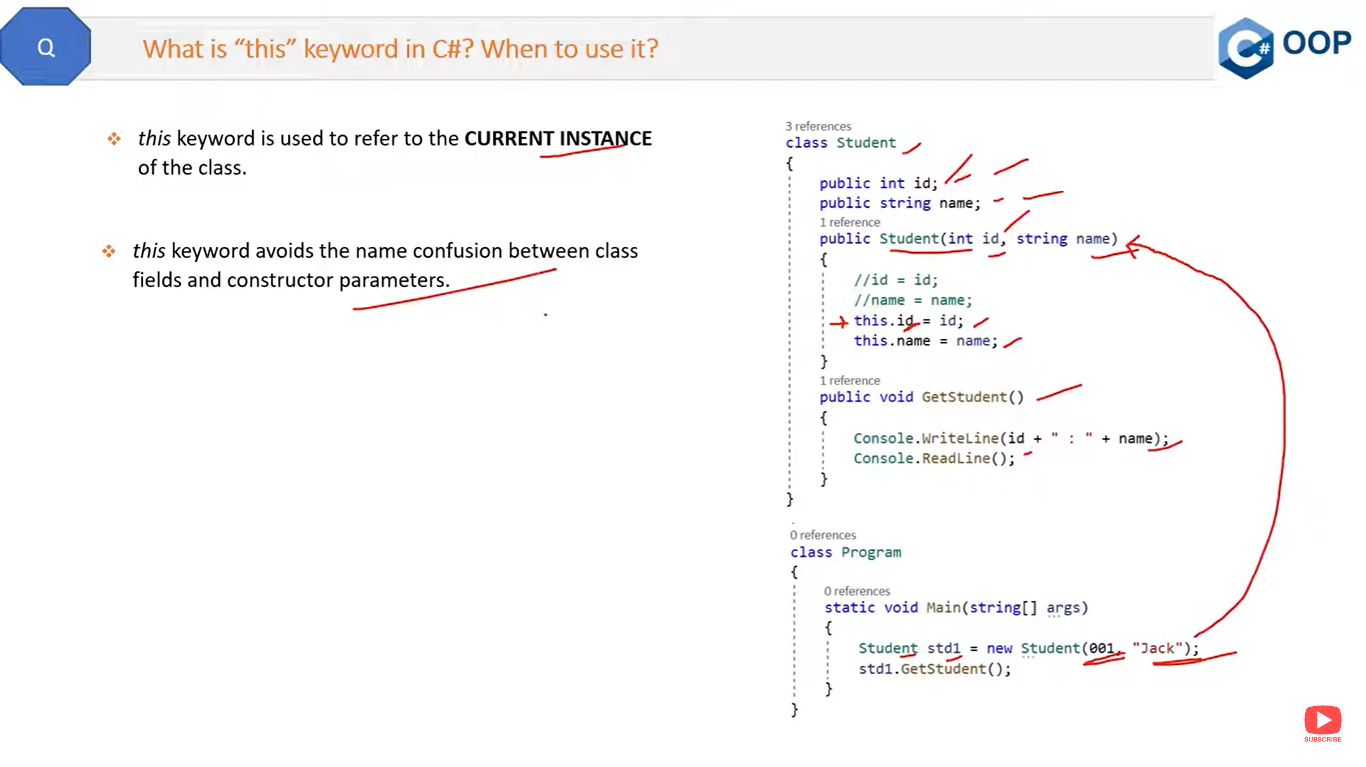 Q
What is “this” keyword in C#? When to use it?
C#
OOP
❖ this keyword is used to refer to the CURRENT INSTANCE
of the class.
❖ this keyword avoids the name confusion between class
fields and constructor parameters.
3 references
class Student
{
public int id;
public string name;
1 reference
public Student(int id, string name)
{
//id = id;
//name = name;
this.id = id;
this.name = name;
}
1 reference
public void GetStudent()
{
Console.WriteLine(id + " : " + name);
Console.ReadLine();
}
}
0 references
class Program
{
0 references
static void Main(string[] args)
{
Student std1 = new Student(001, "Jack");
std1.GetStudent();
}
}
SUBSCRIBE